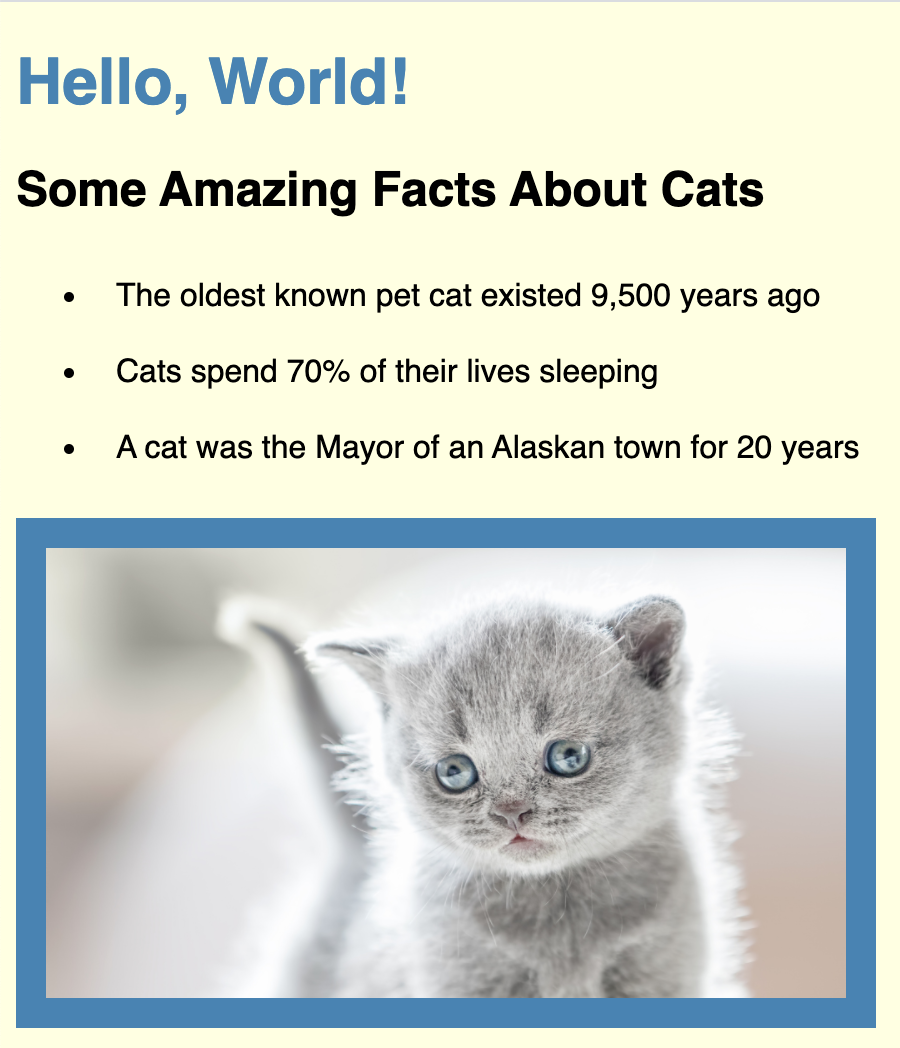 Hello, World!
Some Amazing Facts About Cats
• The oldest known pet cat existed 9,500 years ago
• Cats spend 70% of their lives sleeping
• A cat was the Mayor of an Alaskan town for 20 years